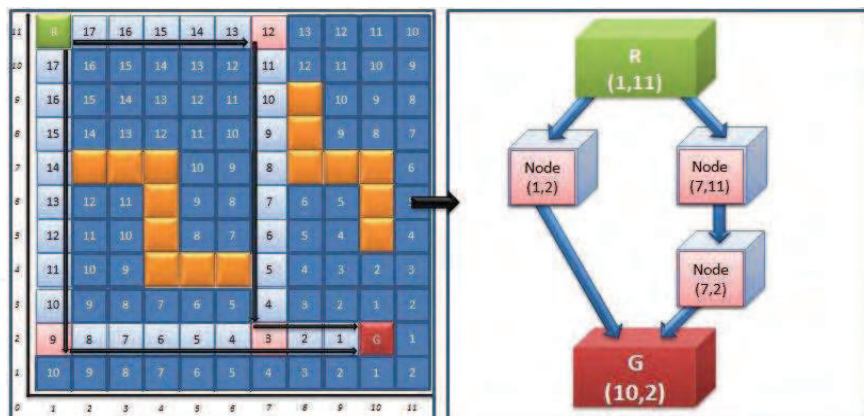 11 R 17 16 15 14 13 12 13 12 11 10
10 17 16 15 14 13 12 11 12 11 10 9
9 16 15 14 13 12 11 10 10 9 8
8 15 14 13 12 11 10 9 9 8 7
7 14 10 9 8 6
6 13 12 11 9 8 7 6 5
5 12 11 10 8 7 6 5 4 4
4 11 10 9 5 4 3 2 3
3 10 9 8 7 6 5 4 3 2 1 2
2 9 8 7 6 5 4 3 2 1 G 1
1 10 9 8 7 6 5 4 3 2 1 2
0 1 2 3 4 5 6 7 8 9 10 11
R
(1,11)
Node
(1,2)
Node
(7,11)
Node
(7,2)
G
(10,2)